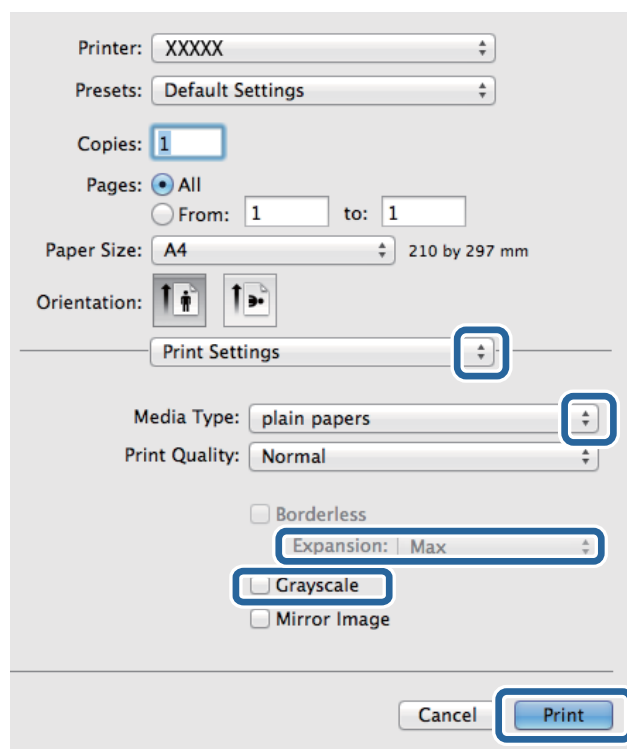 Printer: XXXXX
Presets: Default Settings
Copies: 1
Pages: All
From: 1 to: 1
Paper Size: A4 210 by 297 mm
Orientation:
Print Settings
Media Type: plain papers
Print Quality: Normal
Borderless
Expansion: Max
Grayscale
Mirror Image
Cancel Print